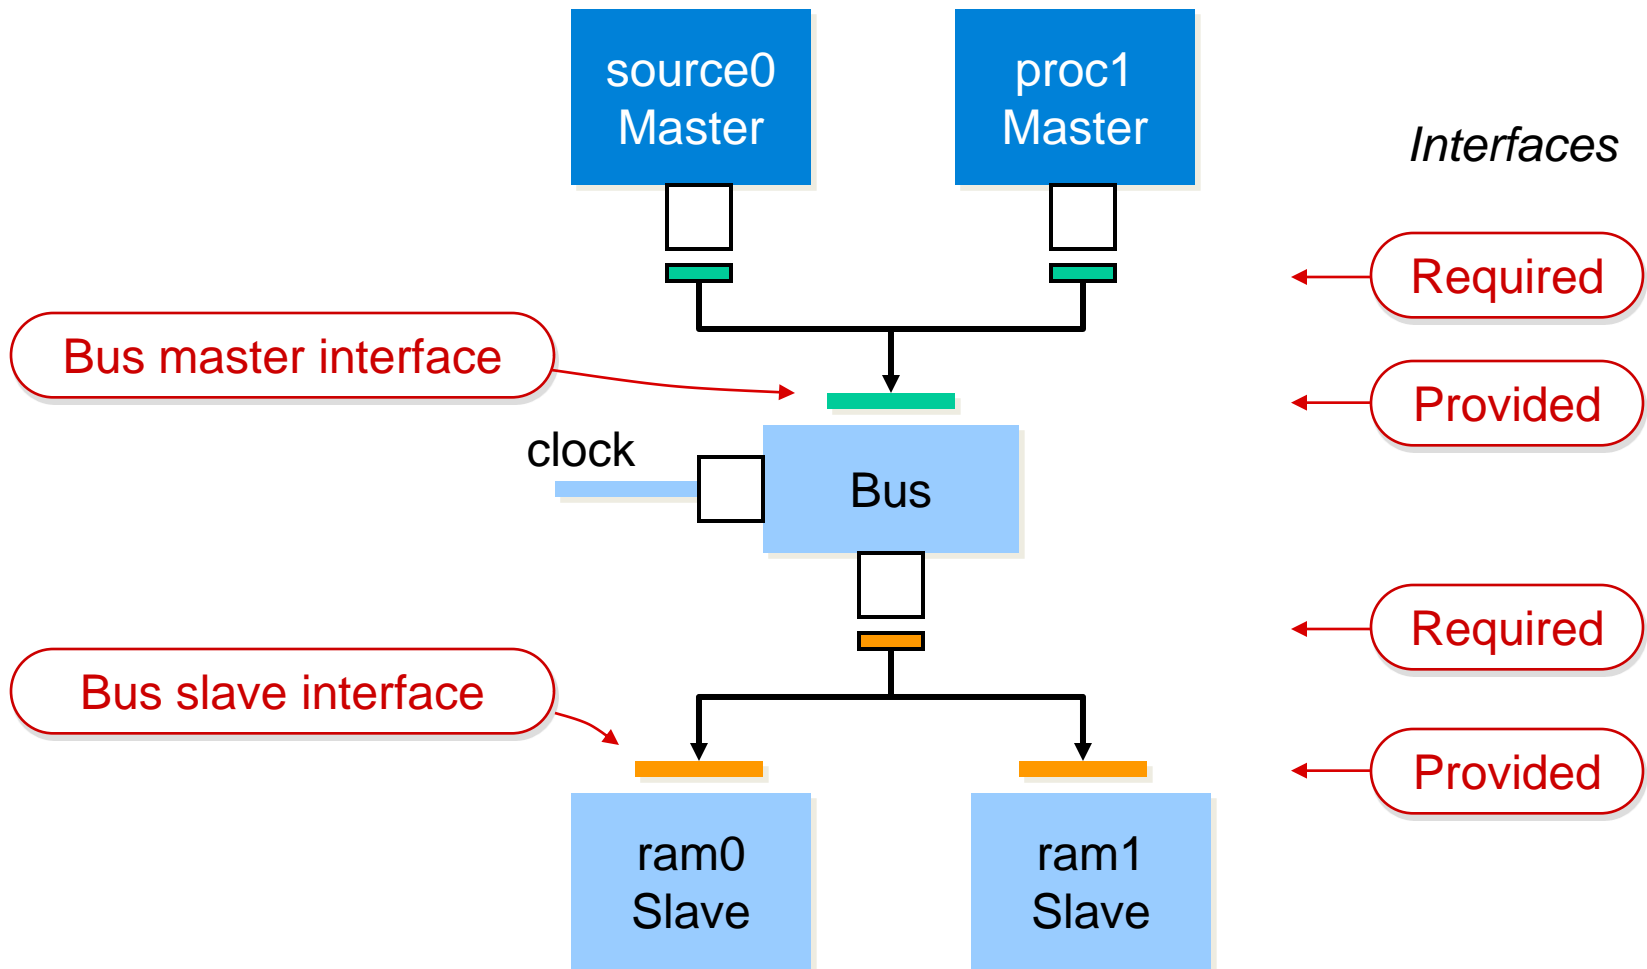 source0
Master
proc1
Master
Interfaces
Required
Bus master interface
Provided
clock
Bus
Required
Bus slave interface
Provided
ram0
Slave
ram1
Slave